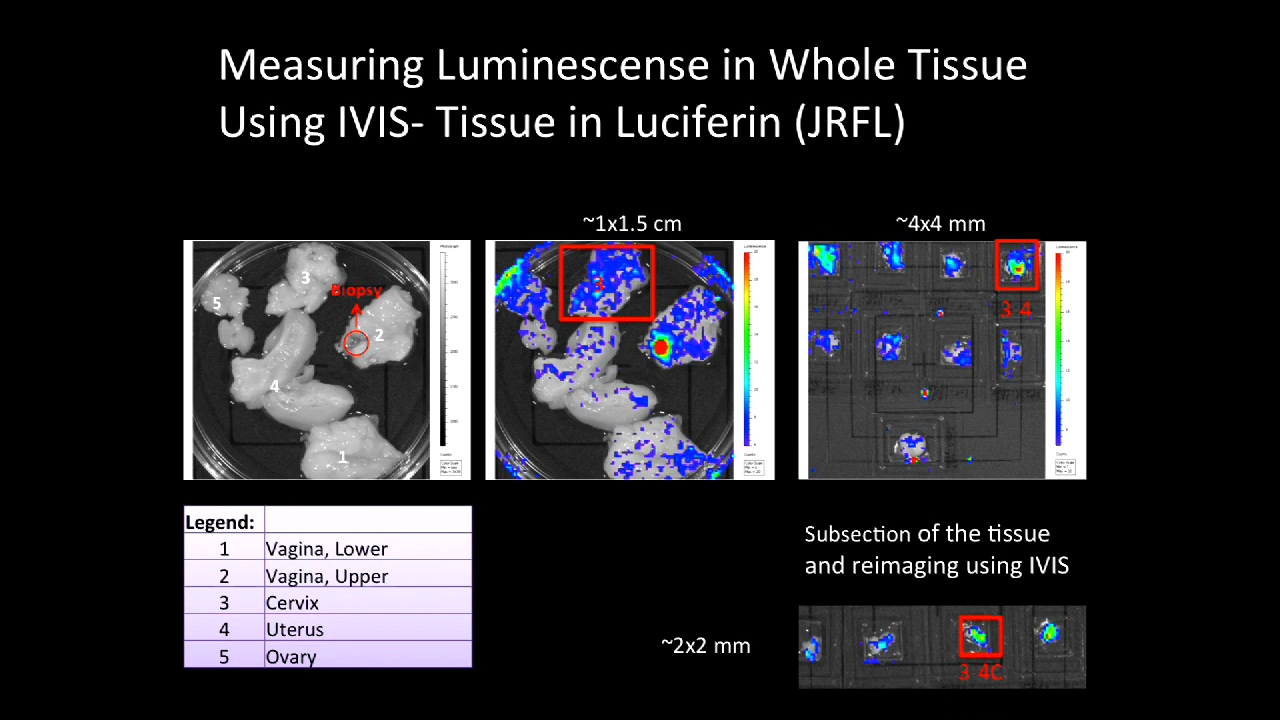 Measuring Luminescense in Whole Tissue
Using IVIS- Tissue in Luciferin (JRFL)
~1x1.5 cm
~4x4 mm
3
Biopsy
5
2
4
1
3
3 4
Legend:
1 Vagina, Lower
2 Vagina, Upper
3 Cervix
4 Uterus
5 Ovary
Subsection of the tissue
and reimaging using IVIS
~2x2 mm
3 4C